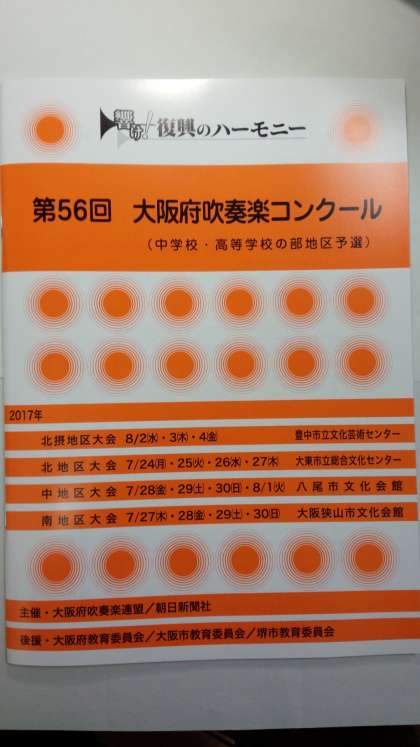 響け!復興のハーモニー
第56回 大阪府吹奏楽コンクール
(中学校・高等学校の部地区予選)
2017年
北摂地区大会 8/2㈬・3㈭・4㈮ 豊中市立文化芸術センター
北地区大会 7/24㈪・25㈫・26㈬・27㈭ 大東市立総合文化センター
中地区大会 7/28㈮・29㈯・30㈰・8/1㈫ 八尾市文化会館
南地区大会 7/27㈭・28㈮・29㈯・30㈰ 大阪狭山市文化会館
主催・大阪府吹奏楽連盟/朝日新聞社
後援・大阪府教育委員会/大阪市教育委員会/堺市教育委員会